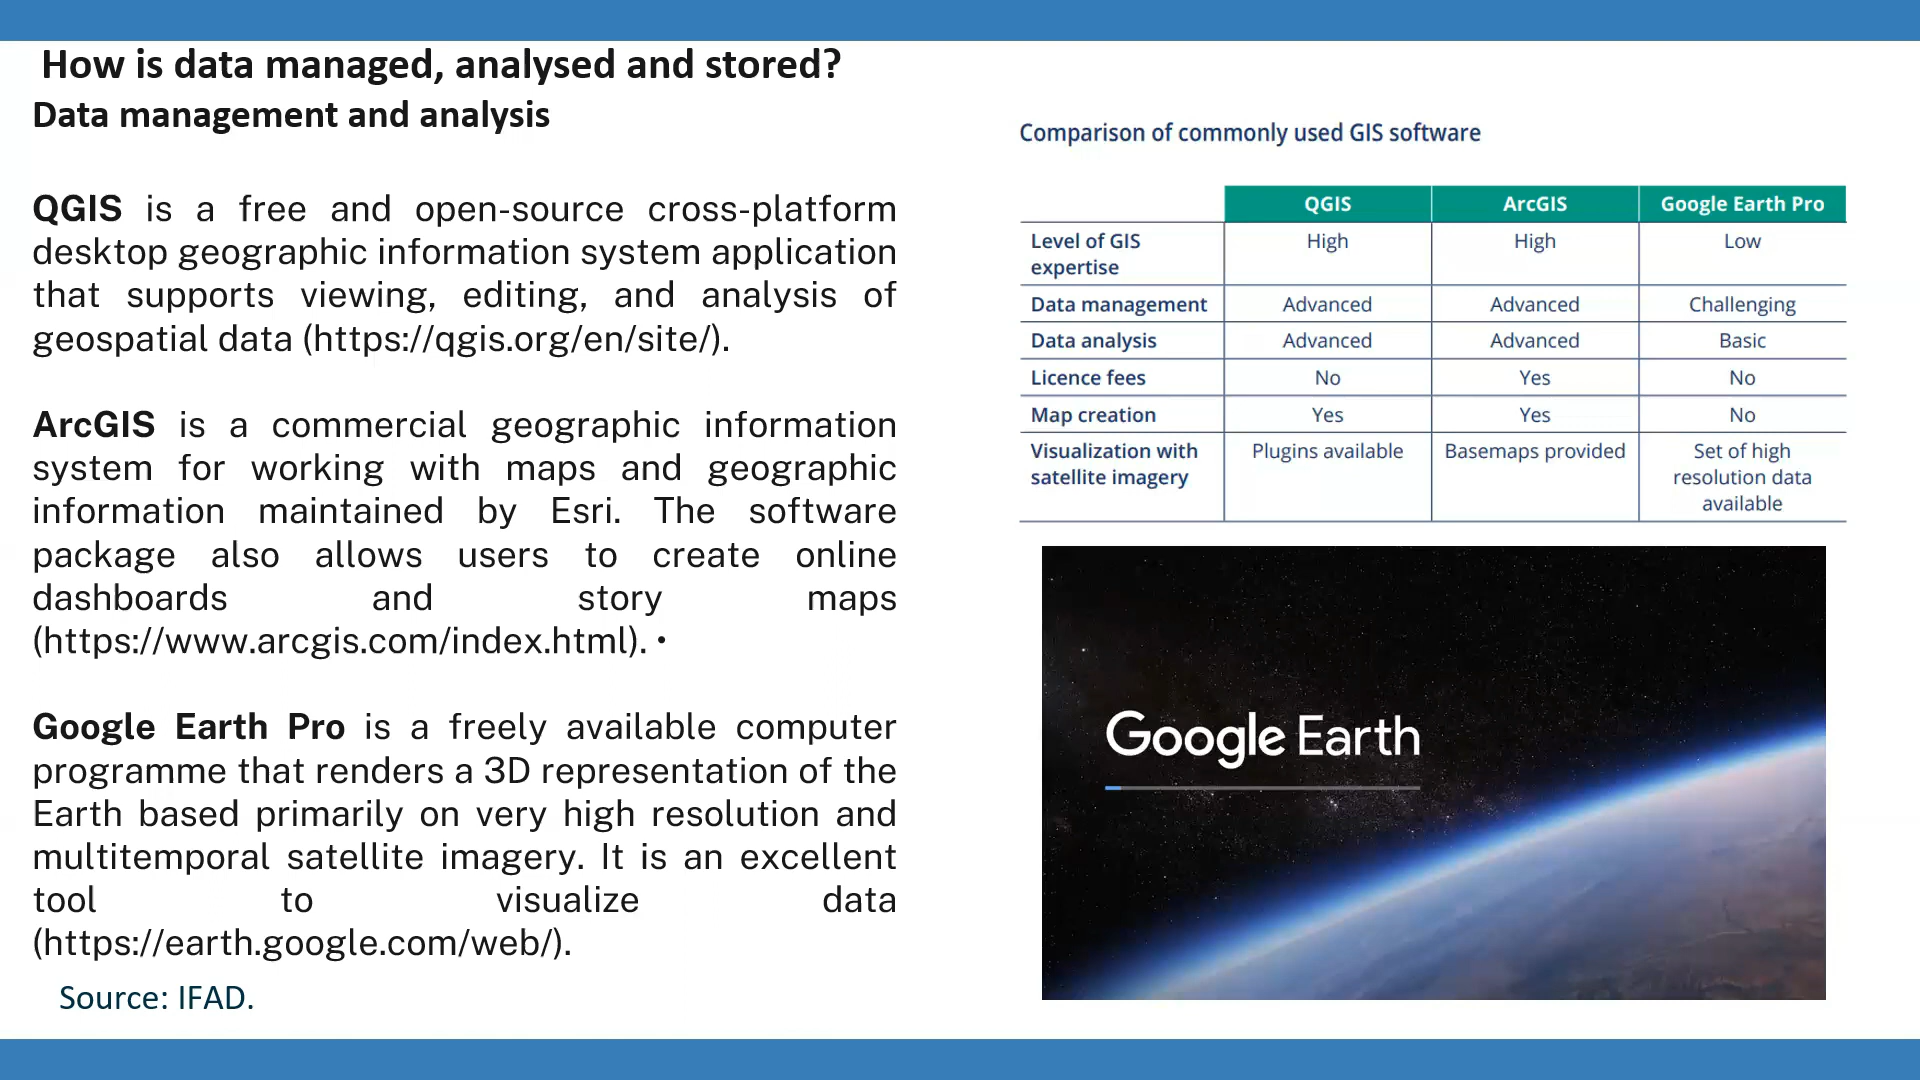 How is data managed, analysed and stored?
Data management and analysis
QGIS is a free and open-source cross-platform
desktop geographic information system application
that supports viewing, editing, and analysis of
geospatial data (https://qgis.org/en/site/).
ArcGIS is a commercial geographic information
system for working with maps and geographic
information maintained by Esri. The software
package also allows users to create online
dashboards and story maps
(https://www.arcgis.com/index.html). •
Google Earth Pro is a freely available computer
programme that renders a 3D representation of the
Earth based primarily on very high resolution and
multitemporal satellite imagery. It is an excellent
tool to visualize data
(https://earth.google.com/web/).
Source: IFAD.
Comparison of commonly used GIS software
QGIS ArcGIS Google Earth Pro
Level of GIS expertise High High Low
Data management Advanced Advanced Challenging
Data analysis Advanced Advanced Basic
Licence fees No Yes No
Map creation Yes Yes No
Visualization with satellite imagery Plugins available Basemaps provided Set of high resolution data available
Google Earth